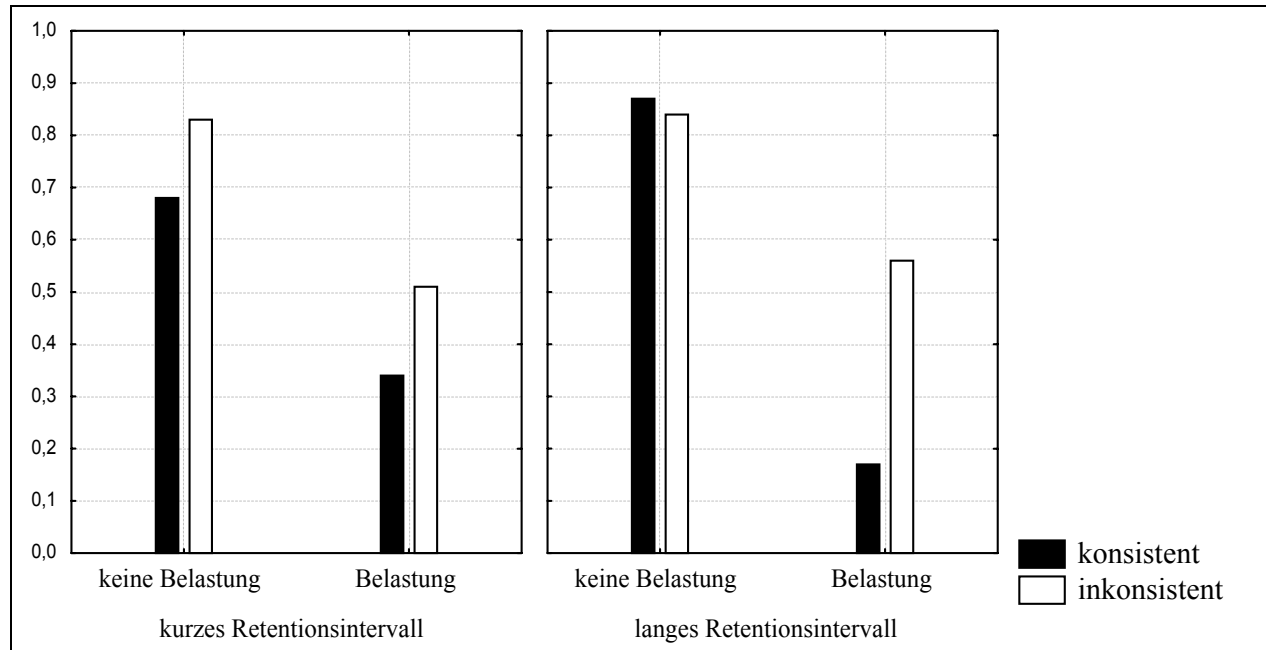 1,0
0,9
0,8
0,7
0,6
0,5
0,4
0,3
0,2
0,1
0,0
keine Belastung Belastung keine Belastung Belastung
kurzes Retentionsintervall langes Retentionsintervall
konsistent
inkonsistent